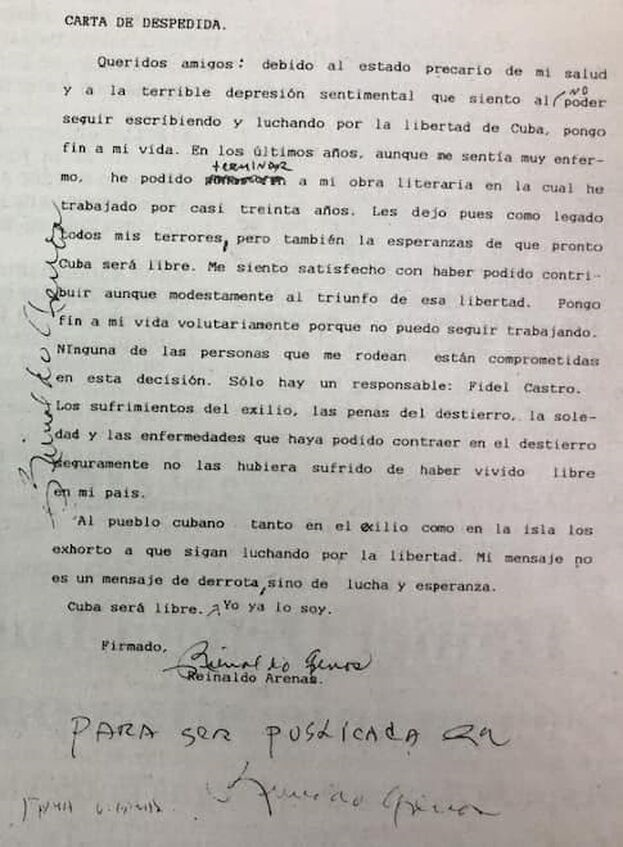 CARTA DE DESPEDIDA.
Queridos amigos: debido al estado precario de mi salud
y a la terrible depresión sentimental que siento al NO poder
seguir escribiendo y luchando por la libertad de Cuba, pongo
fin a mi vida. En los últimos años, aunque me sentía muy enfer-
mo, he podido terminar a mi obra literaria en la cual he
trabajado por casi treinta años. Les dejo pues como legado
todos mis terrores, pero también la esperanzas de que pronto
Cuba será libre. Me siento satisfecho con haber podido contri-
buir aunque modestamente al triunfo de esa libertad. Pongo
fin a mi vida volutariamente porque no puedo seguir trabajando.
NInguna de las personas que me rodean están comprometidas
en esta decisión. Sólo hay un responsable: Fidel Castro.
Los sufrimientos del exilio, las penas del destierro, la sole-
dad y las enfermedades que haya podido contraer en el destierro
seguramente no las hubiera sufrido de haber vivido libre
en mi pais.
Al pueblo cubano tanto en el exilio como en la isla los
exhorto a que sigan luchando por la libertad. Mi mensaje no
es un mensaje de derrota, sino de lucha y esperanza.
Cuba será libre. Yo ya lo soy.
Firmado,
Reinaldo Arenas
Reinaldo Arenas.
PARA SER PUBLICADA
Reinaldo Arenas
Reinaldo Arenas